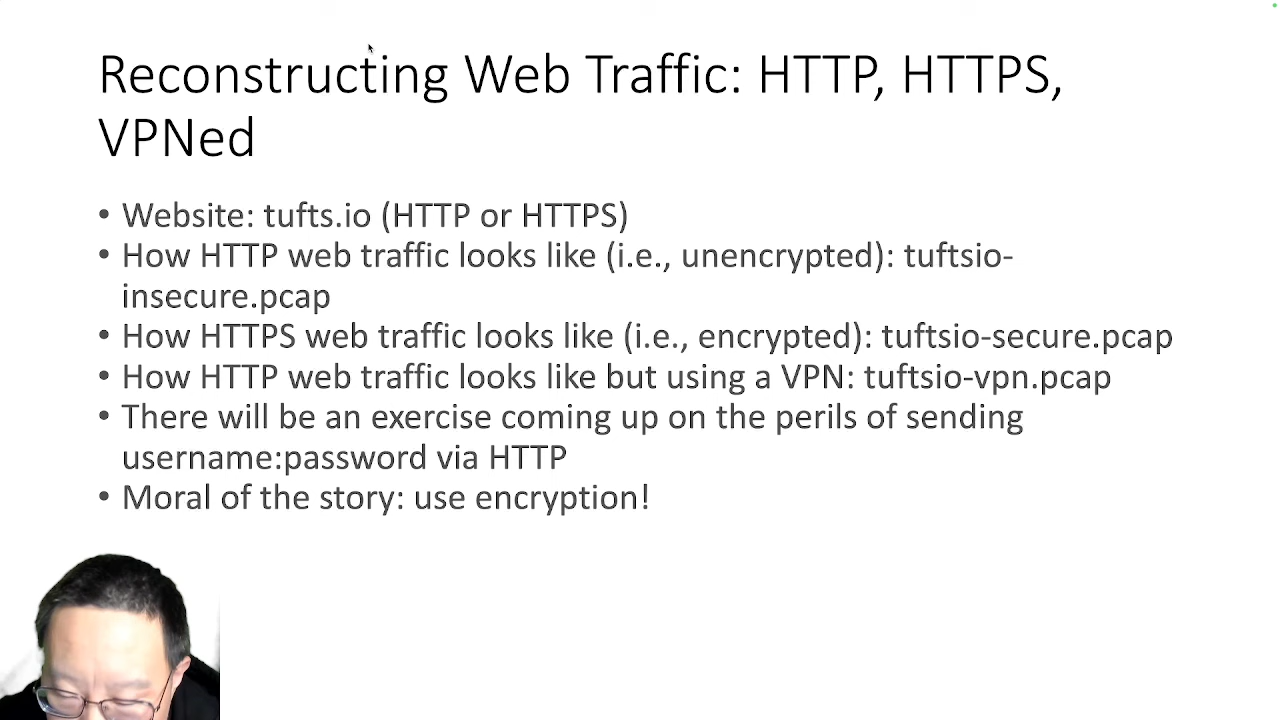 Reconstructing Web Traffic: HTTP, HTTPS,
VPNed
• Website: tufts.io (HTTP or HTTPS)
• How HTTP web traffic looks like (i.e., unencrypted): tuftsio-
insecure.pcap
• How HTTPS web traffic looks like (i.e., encrypted): tuftsio-secure.pcap
• How HTTP web traffic looks like but using a VPN: tuftsio-vpn.pcap
• There will be an exercise coming up on the perils of sending
username:password via HTTP
• Moral of the story: use encryption!